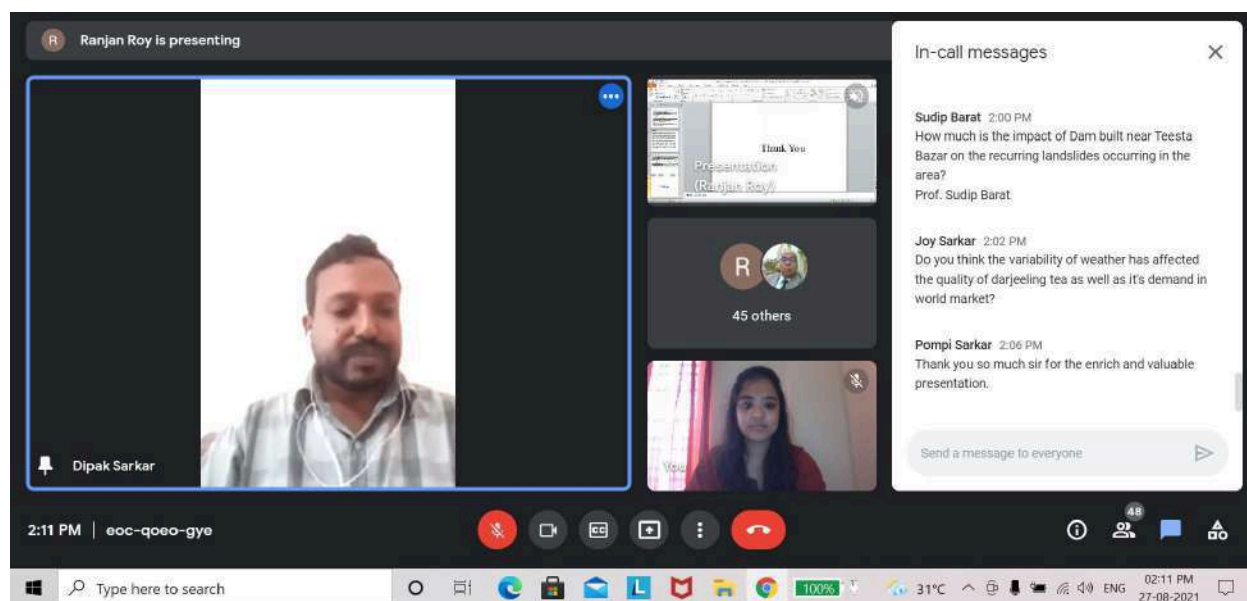 R Ranjan Roy is presenting
Dipak Sarkar
Thank You
Presentation
(Ranjan Roy)
R
45 others
You
In-call messages
Sudip Barat 2:00 PM
How much is the impact of Dam built near Teesta
Bazar on the recurring landslides occurring in the
area?
Prof. Sudip Barat
Joy Sarkar 2:02 PM
Do you think the variability of weather has affected
the quality of darjeeling tea as well as it's demand in
world market?
Pompi Sarkar 2:06 PM
Thank you so much sir for the enrich and valuable
presentation.
Send a message to everyone
2:11 PM | eoc-qoeo-gye
CC
48
Type here to search
L
100%
31°C
ENG
02:11 PM
27-08-2021